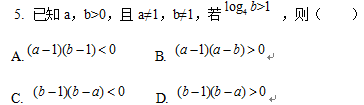 5. 已知 a，b>0，且 a≠1，b≠1，若 log₄ b>1 ，则（  ）
A. (a−1)(b−1)<0 B. (a−1)(a−b)>0
C. (b−1)(b−a)<0 D. (b−1)(b−a)>0